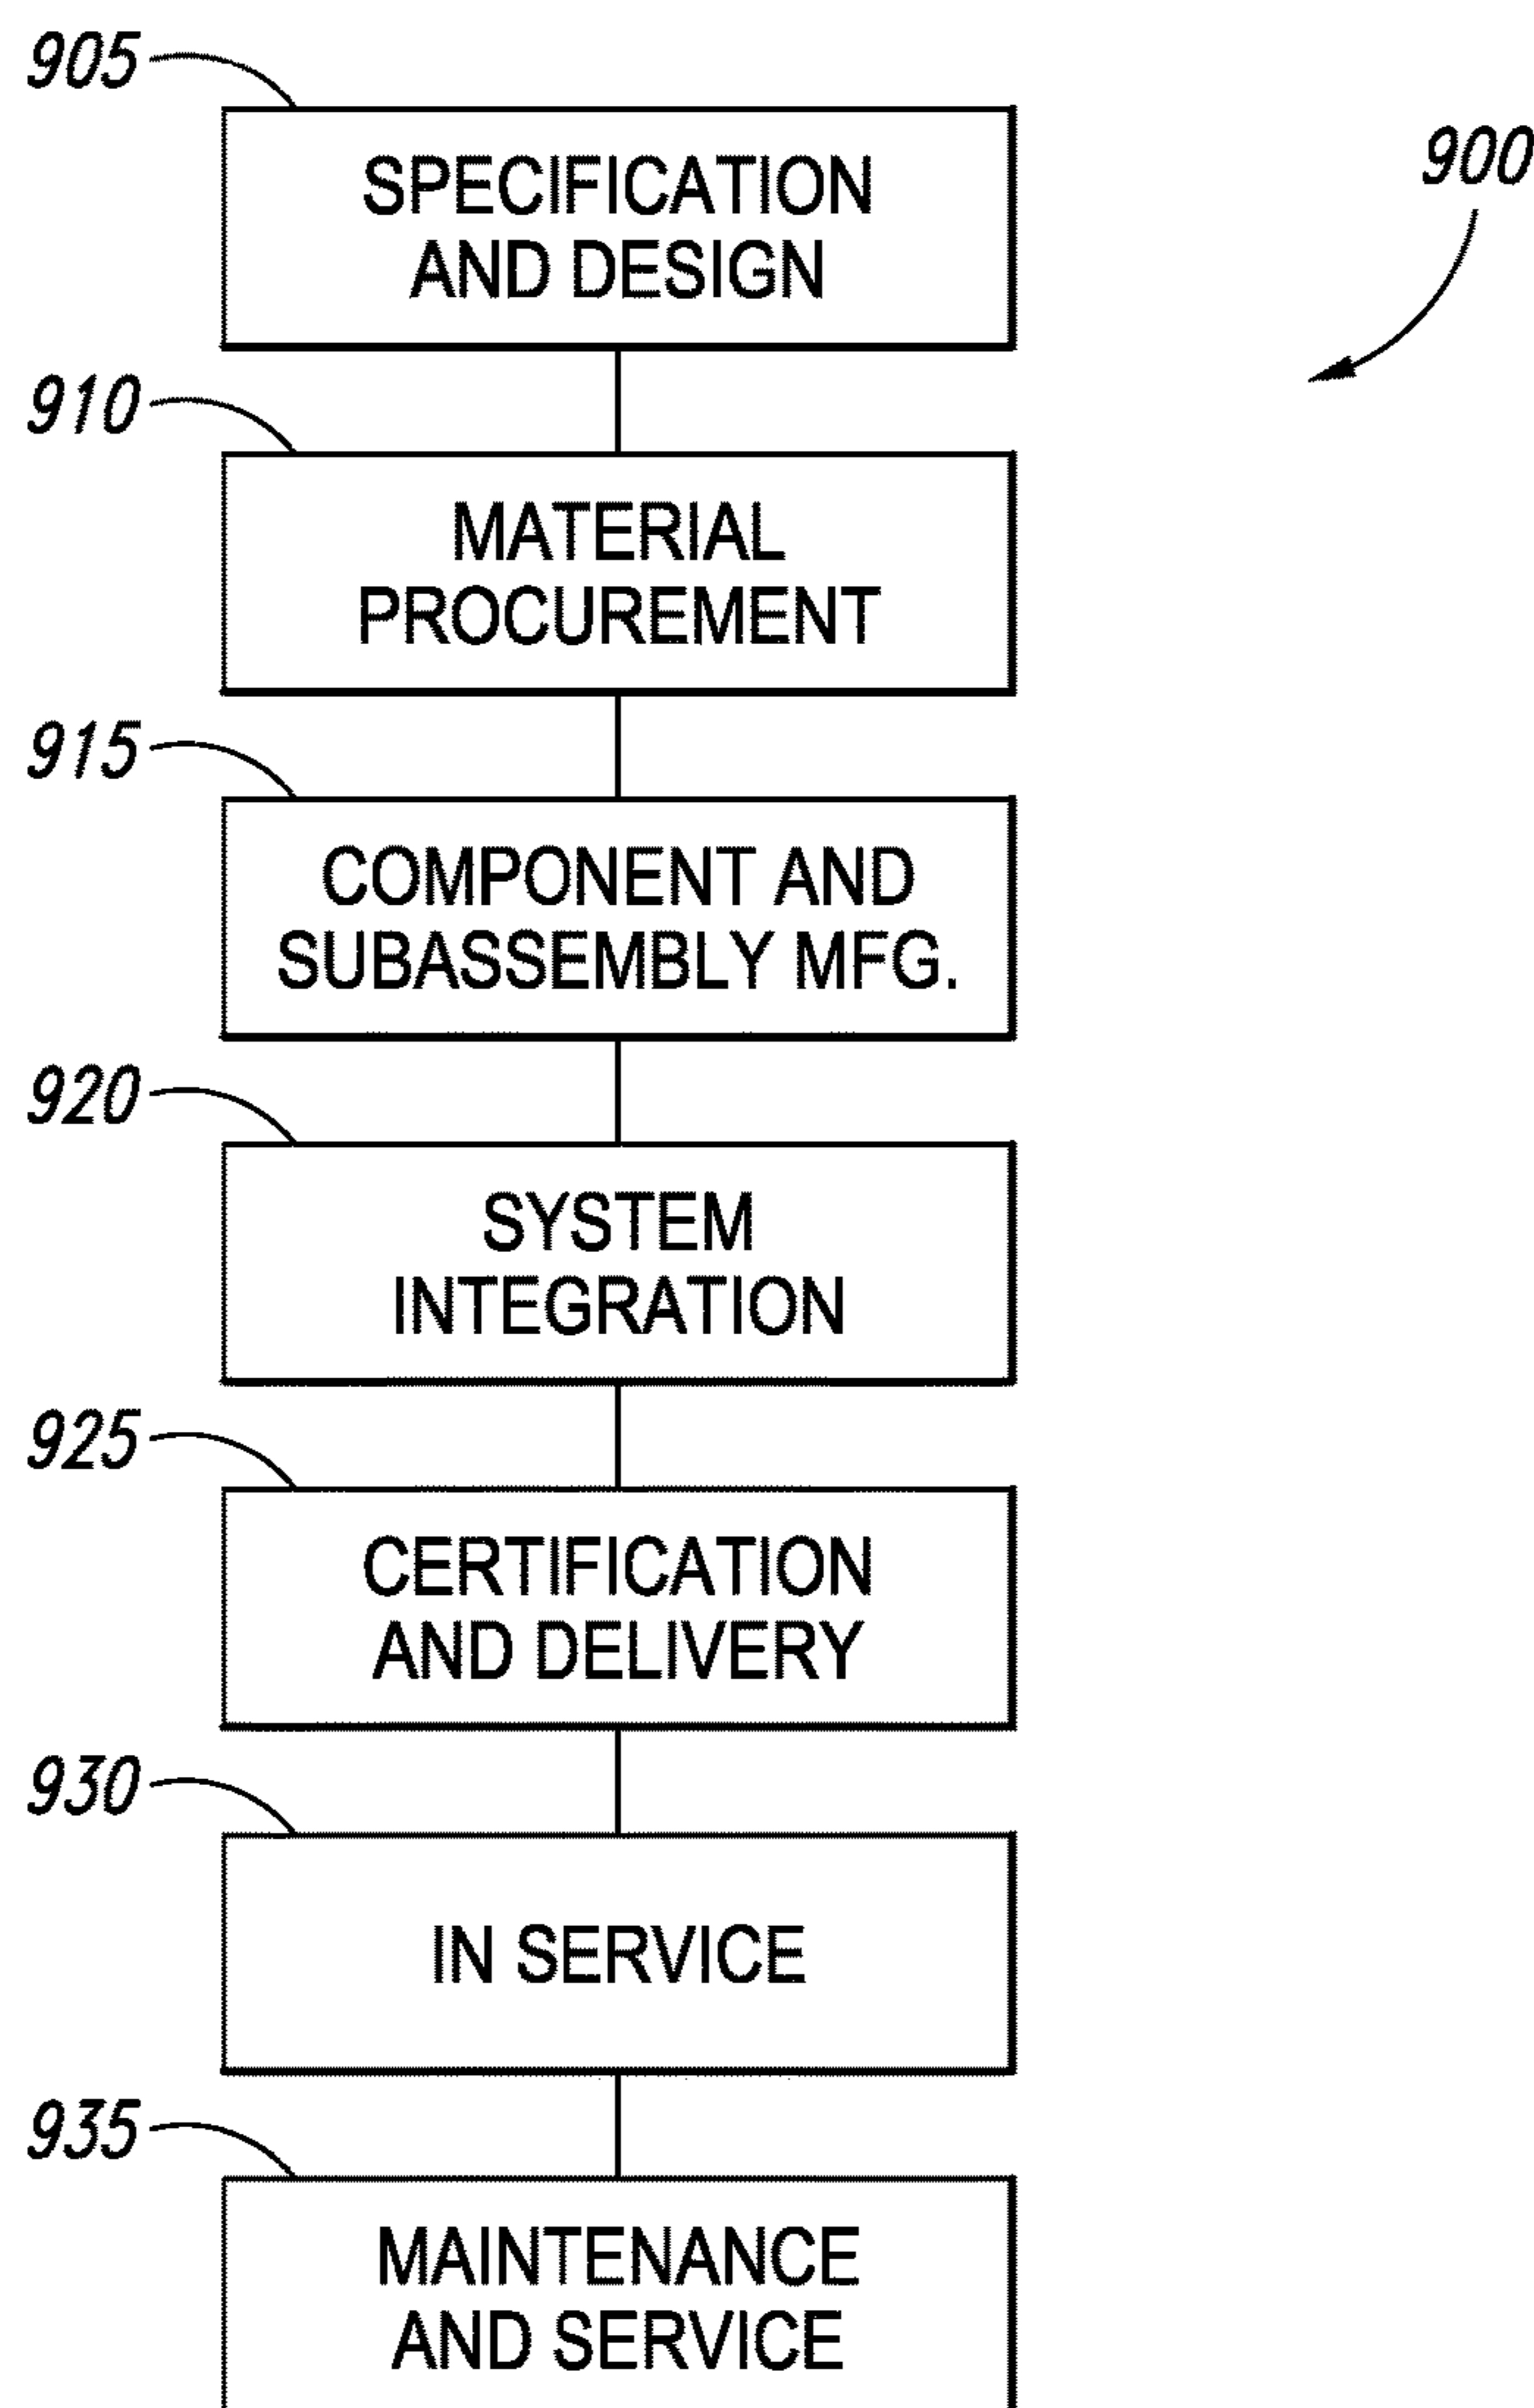 905
SPECIFICATION
AND DESIGN
900
910
MATERIAL
PROCUREMENT
915
COMPONENT AND
SUBASSEMBLY MFG.
920
SYSTEM
INTEGRATION
925
CERTIFICATION
AND DELIVERY
930
IN SERVICE
935
MAINTENANCE
AND SERVICE